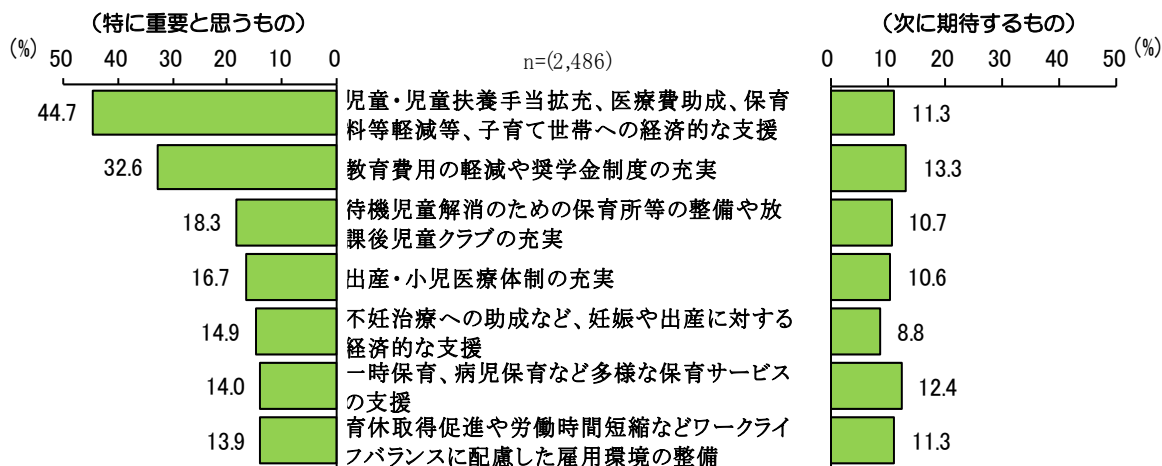 (特に重要と思うもの)
(次に期待するもの)
(%)
50 40 30 20 10 0
n=(2,486)
0 10 20 30 40 50
(%)
44.7
児童・児童扶養手当拡充、医療費助成、保育
料等軽減等、子育て世帯への経済的な支援
11.3
32.6
教育費用の軽減や奨学金制度の充実
13.3
18.3
待機児童解消のための保育所等の整備や放
課後児童クラブの充実
10.7
16.7
出産・小児医療体制の充実
10.6
14.9
不妊治療への助成など、妊娠や出産に対する
経済的な支援
8.8
14.0
一時保育、病児保育など多様な保育サービス
の支援
12.4
13.9
育休取得促進や労働時間短縮などワークライ
フバランスに配慮した雇用環境の整備
11.3